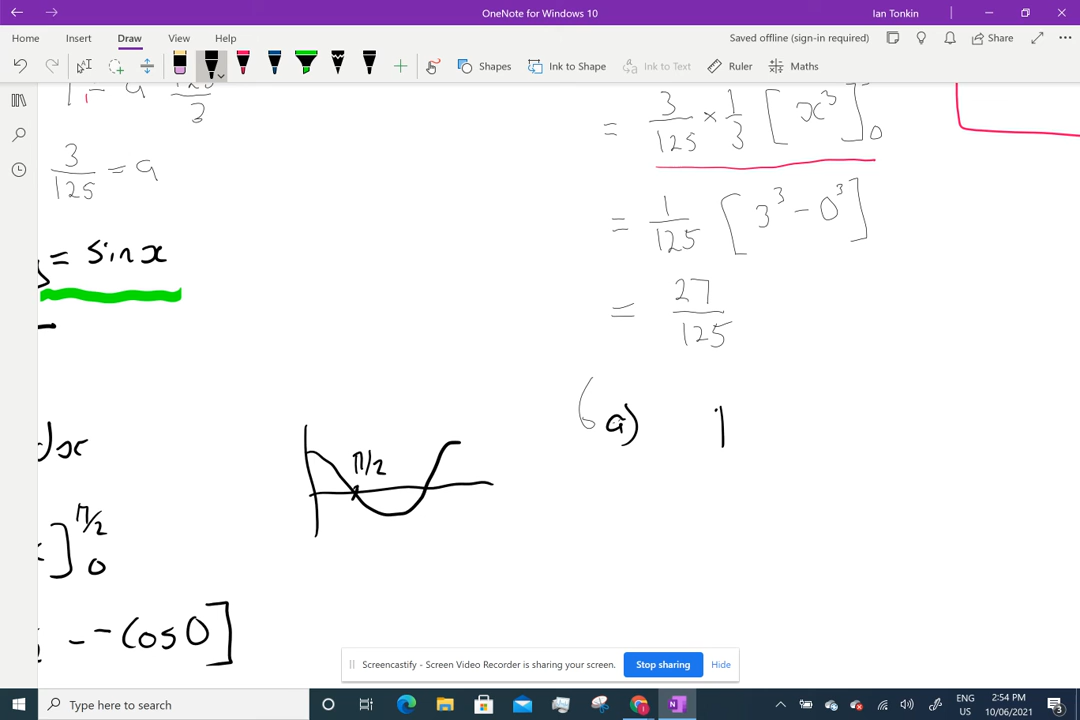 OneNote for Windows 10
Ian Tonkin
Home Insert Draw View Help
Saved offline (sign-in required) Share
Ink to Shape Shapes Ink to Text Ruler Maths
3/125 = a
= sin x
dx
]π/2 0
- - cos 0]
π/2
= 3/125 × 1/3 [x³] 0
= 1/125 [3³ - 0³]
= 27/125
6 a) 1
Screencastify - Screen Video Recorder is sharing your screen. Stop sharing Hide
Type here to search
ENG US
2:54 PM
10/06/2021
3